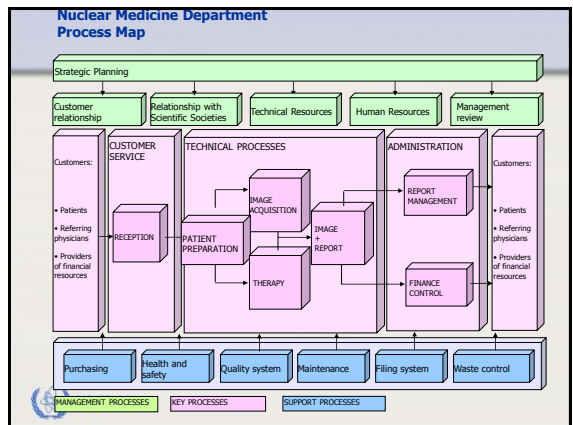 Nuclear Medicine Department
Process Map
Strategic Planning
Customer
relationship
Relationship with
Scientific Societies
Technical Resources
Human Resources
Management
review
Customers:
• Patients
• Referring
physicians
• Providers
of financial
resources
CUSTOMER
SERVICE
RECEPTION
TECHNICAL PROCESSES
PATIENT
PREPARATION
IMAGE
ACQUISITION
THERAPY
IMAGE
+
REPORT
ADMINISTRATION
REPORT
MANAGEMENT
FINANCE
CONTROL
Customers:
• Patients
• Referring
physicians
• Providers
of financial
resources
Purchasing
Health and
safety
Quality system
Maintenance
Filing system
Waste control
MANAGEMENT PROCESSES
KEY PROCESSES
SUPPORT PROCESSES